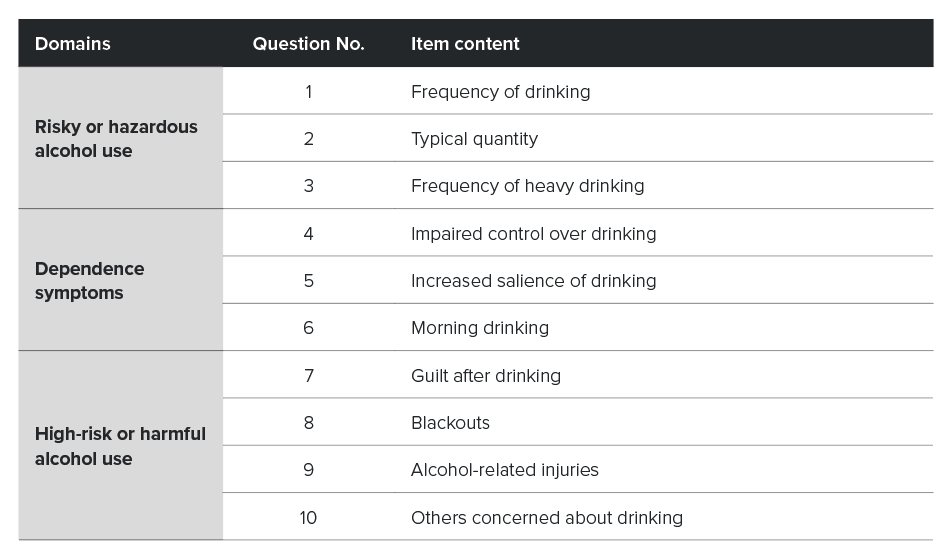 Domains Question No. Item content
Risky or hazardous
alcohol use
1 Frequency of drinking
2 Typical quantity
3 Frequency of heavy drinking
Dependence
symptoms
4 Impaired control over drinking
5 Increased salience of drinking
6 Morning drinking
High-risk or harmful
alcohol use
7 Guilt after drinking
8 Blackouts
9 Alcohol-related injuries
10 Others concerned about drinking